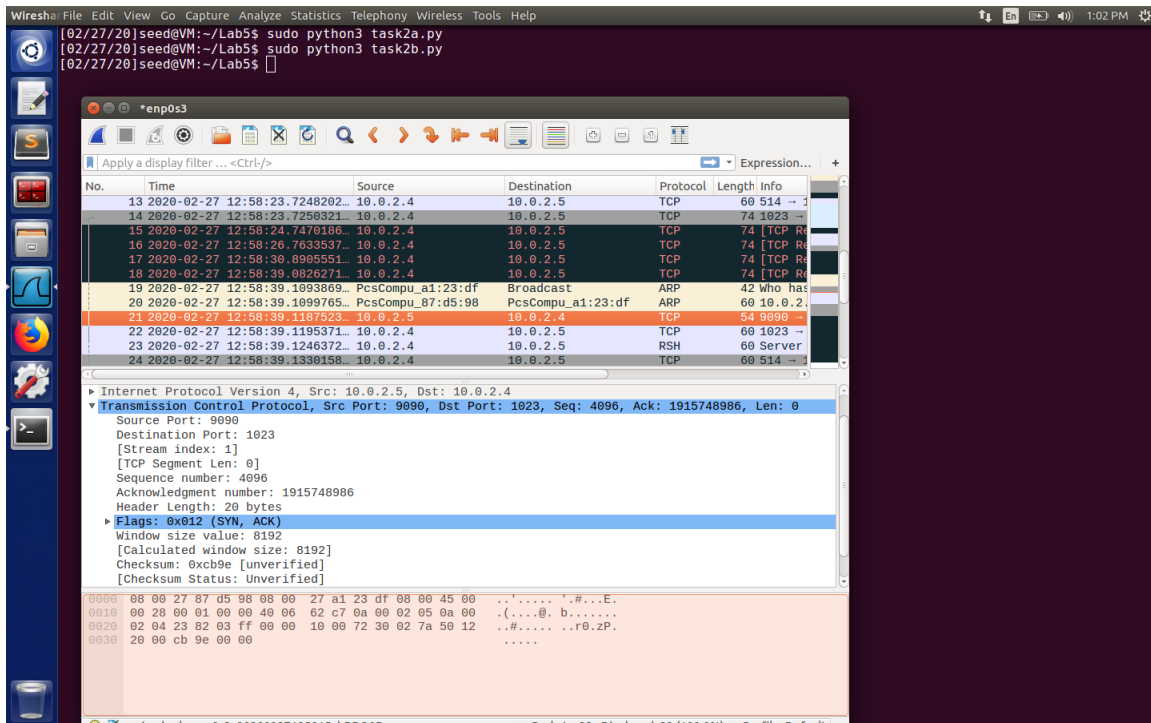 Wireshar File Edit View Go Capture Analyze Statistics Telephony Wireless Tools Help En 1:02 PM
[02/27/20]seed@VM:~/Lab5$ sudo python3 task2a.py
[02/27/20]seed@VM:~/Lab5$ sudo python3 task2b.py
[02/27/20]seed@VM:~/Lab5$
*enp0s3
Apply a display filter ... <Ctrl-/> Expression... +
No. Time Source Destination Protocol Length Info
13 2020-02-27 12:58:23.7248202… 10.0.2.4 10.0.2.5 TCP 60 514 → 1
14 2020-02-27 12:58:23.7250321… 10.0.2.4 10.0.2.5 TCP 74 1023 →
15 2020-02-27 12:58:24.7470186… 10.0.2.4 10.0.2.5 TCP 74 [TCP Re
16 2020-02-27 12:58:26.7633537… 10.0.2.4 10.0.2.5 TCP 74 [TCP Re
17 2020-02-27 12:58:30.8905551… 10.0.2.4 10.0.2.5 TCP 74 [TCP Re
18 2020-02-27 12:58:39.0826271… 10.0.2.4 10.0.2.5 TCP 74 [TCP Re
19 2020-02-27 12:58:39.1093869… PcsCompu_a1:23:df Broadcast ARP 42 Who has
20 2020-02-27 12:58:39.1099765… PcsCompu_87:d5:98 PcsCompu_a1:23:df ARP 60 10.0.2.
21 2020-02-27 12:58:39.1187523… 10.0.2.5 10.0.2.4 TCP 54 9090 →
22 2020-02-27 12:58:39.1195371… 10.0.2.4 10.0.2.5 TCP 60 1023 →
23 2020-02-27 12:58:39.1246372… 10.0.2.4 10.0.2.5 RSH 60 Server
24 2020-02-27 12:58:39.1330158… 10.0.2.4 10.0.2.5 TCP 60 514 → 1
Internet Protocol Version 4, Src: 10.0.2.5, Dst: 10.0.2.4
Transmission Control Protocol, Src Port: 9090, Dst Port: 1023, Seq: 4096, Ack: 1915748986, Len: 0
Source Port: 9090
Destination Port: 1023
[Stream index: 1]
[TCP Segment Len: 0]
Sequence number: 4096
Acknowledgment number: 1915748986
Header Length: 20 bytes
Flags: 0x012 (SYN, ACK)
Window size value: 8192
[Calculated window size: 8192]
Checksum: 0xcb9e [unverified]
[Checksum Status: Unverified]
0000 08 00 27 87 d5 98 08 00 27 a1 23 df 08 00 45 00 ..'..... '.#...E.
0010 00 28 00 01 00 00 40 06 62 c7 0a 00 02 05 0a 00 .(....@. b.......
0020 02 04 23 82 03 ff 00 00 10 00 72 30 02 7a 50 12 ..#..... ..r0.zP.
0030 20 00 cb 9e 00 00 .....